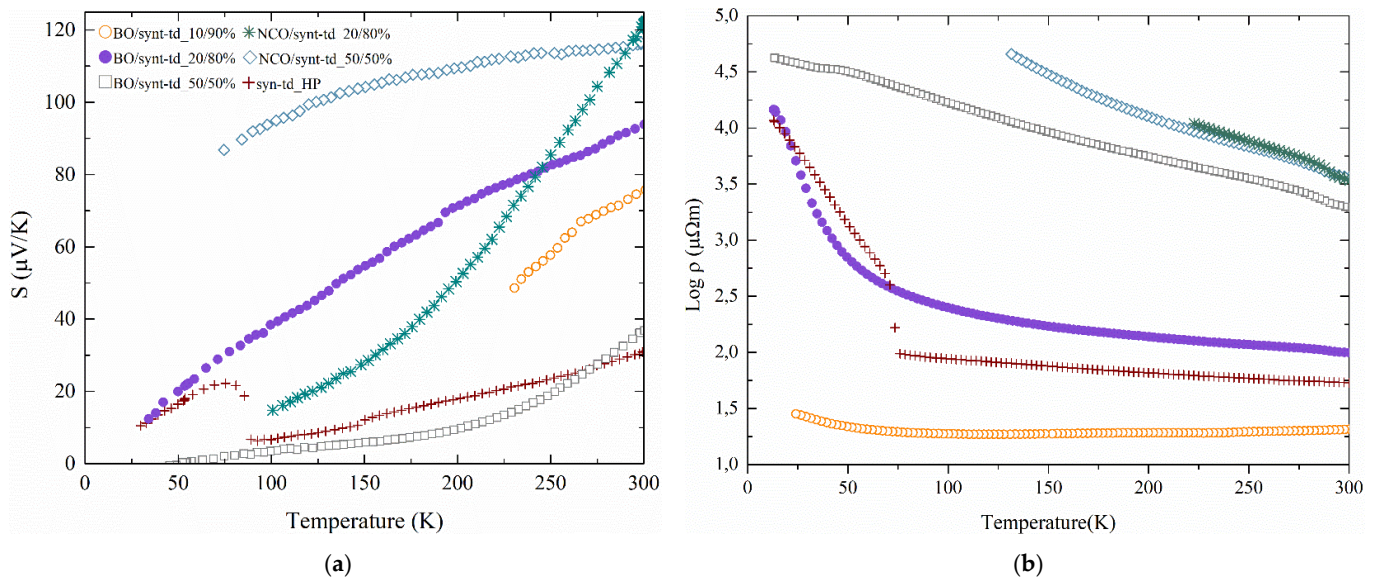 120
100
80
60
40
20
0
S (µV/K)
BO/synt-td_10/90%
NCO/synt-td_20/80%
BO/synt-td_20/80%
NCO/synt-td_50/50%
BO/synt-td_50/50%
syn-td_HP
0 50 100 150 200 250 300
Temperature (K)
(a)
5,0
4,5
4,0
3,5
3,0
2,5
2,0
1,5
1,0
Log ρ (µΩm)
0 50 100 150 200 250 300
Temperature(K)
(b)